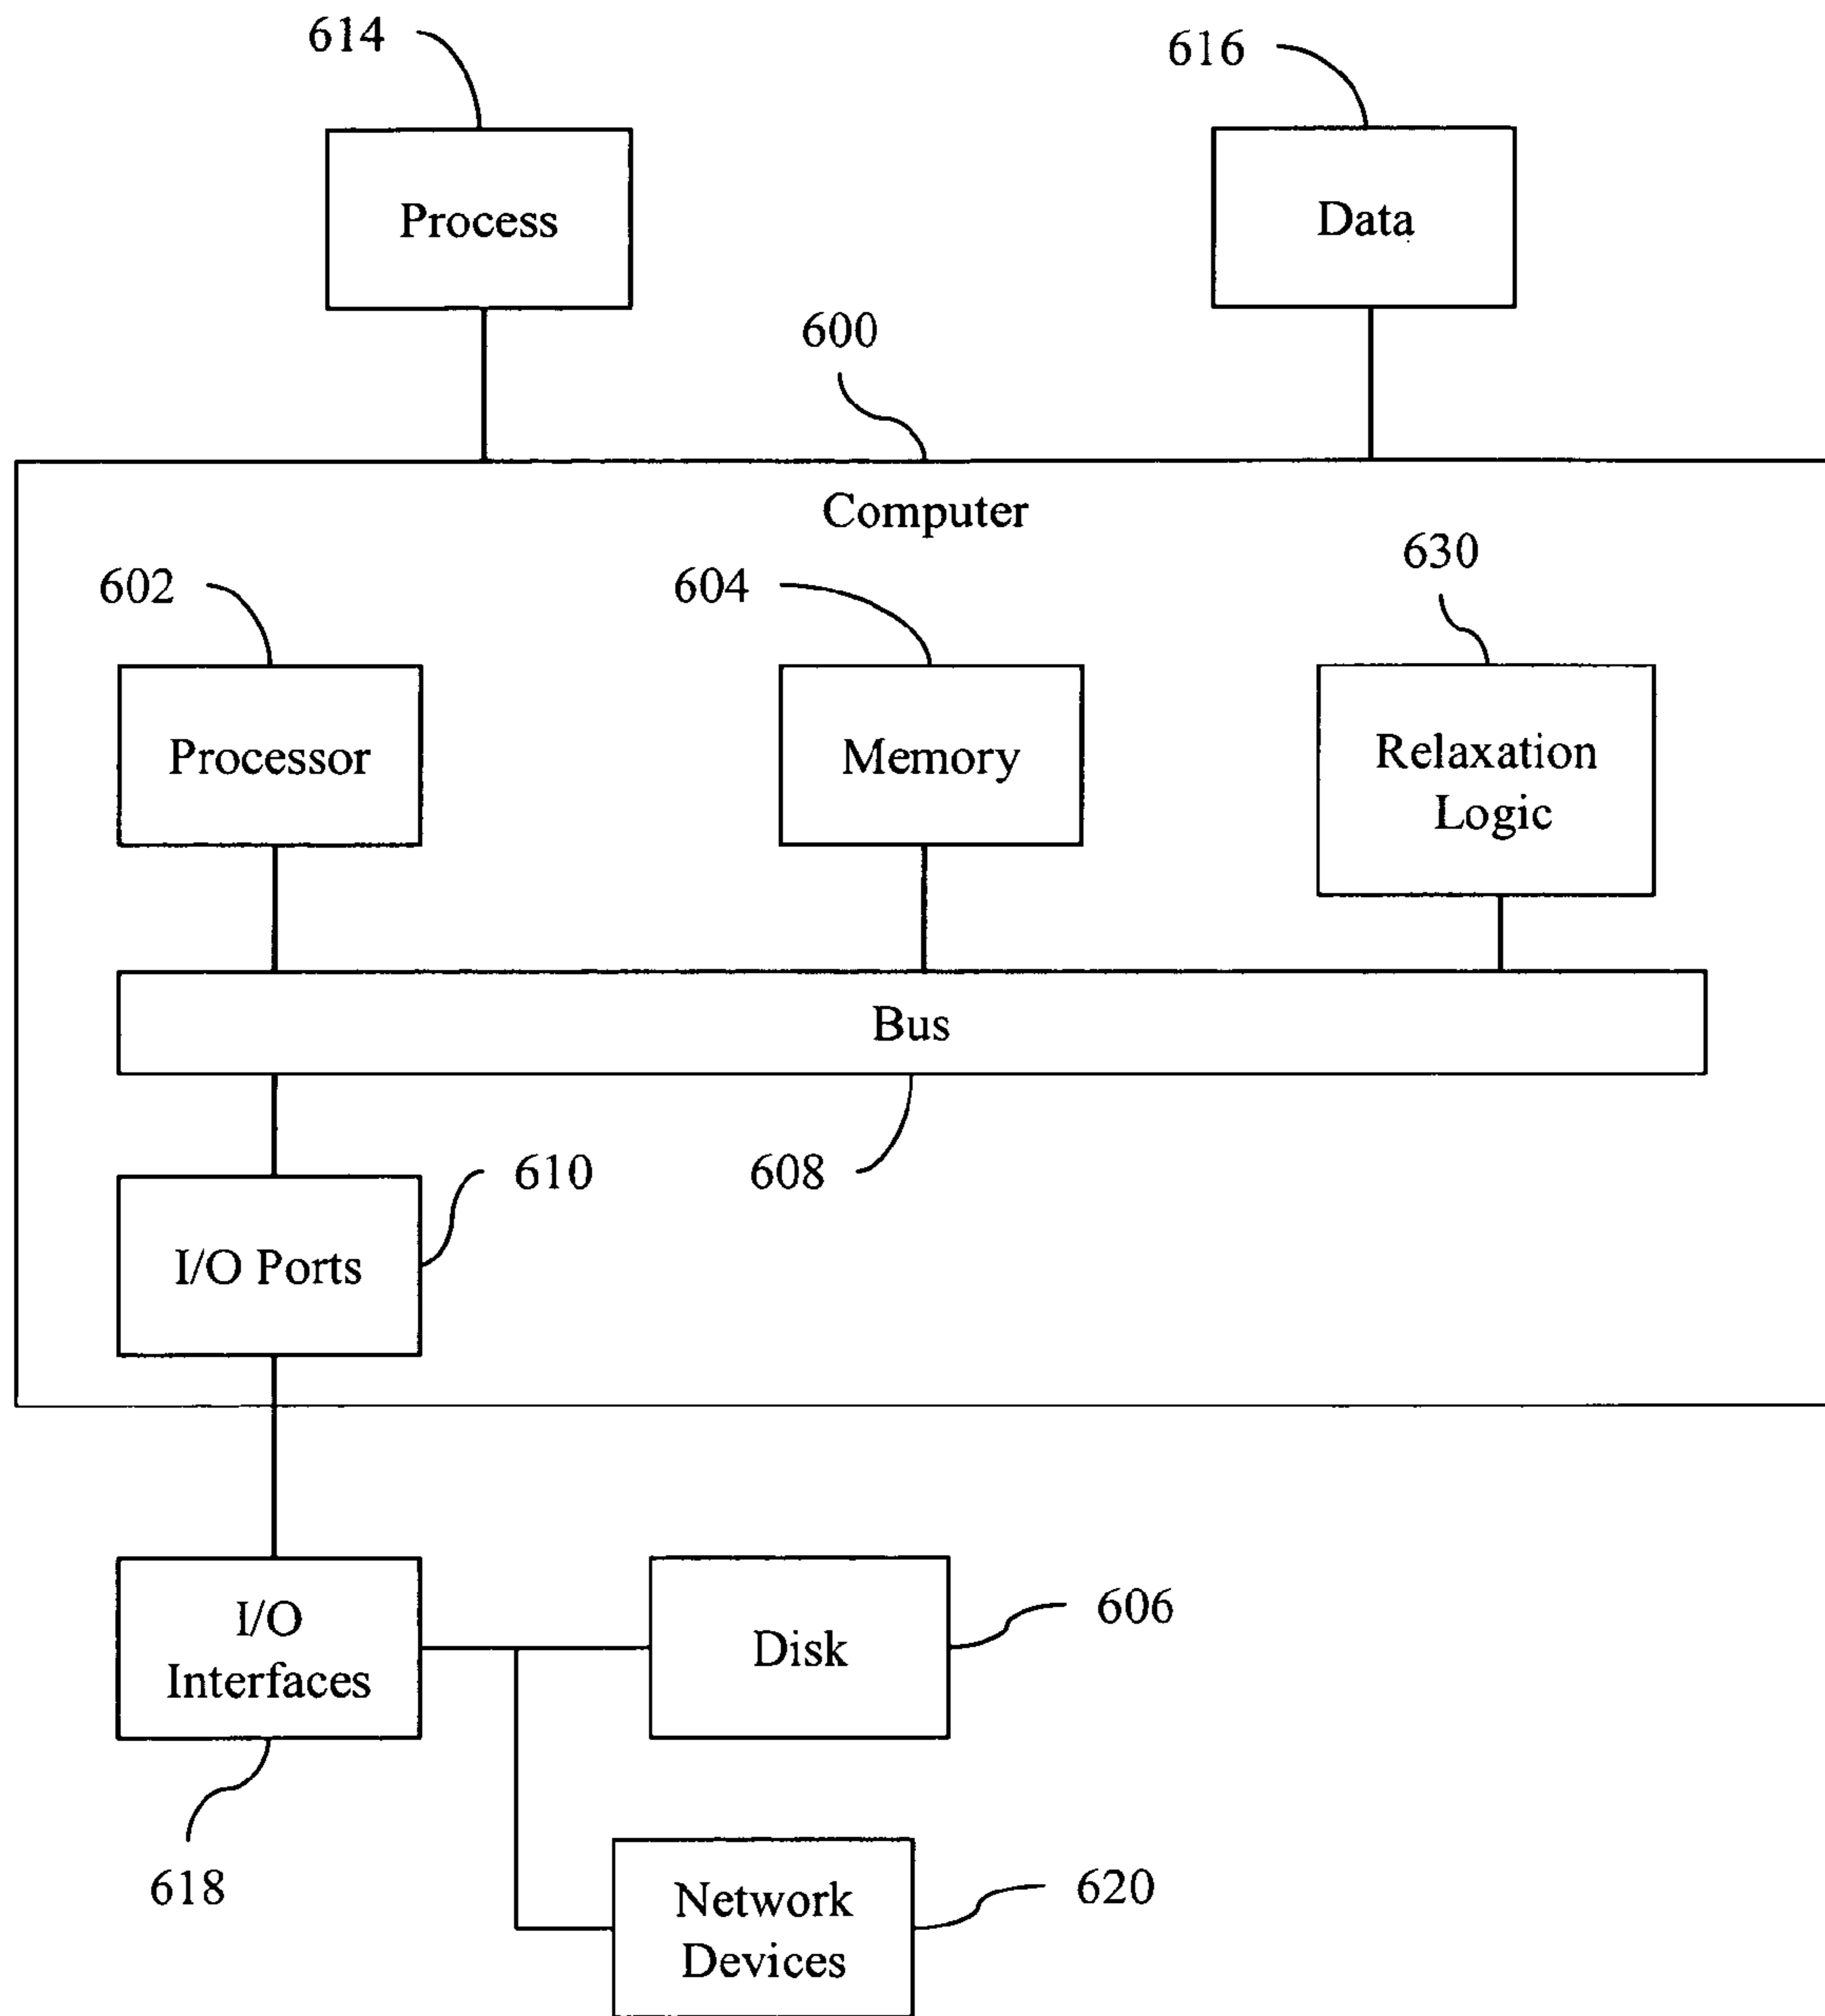 614
616
Process
Data
600
Computer
602
604
630
Processor
Memory
Relaxation
Logic
Bus
610
608
I/O Ports
I/O
Interfaces
Disk
606
618
Network
Devices
620